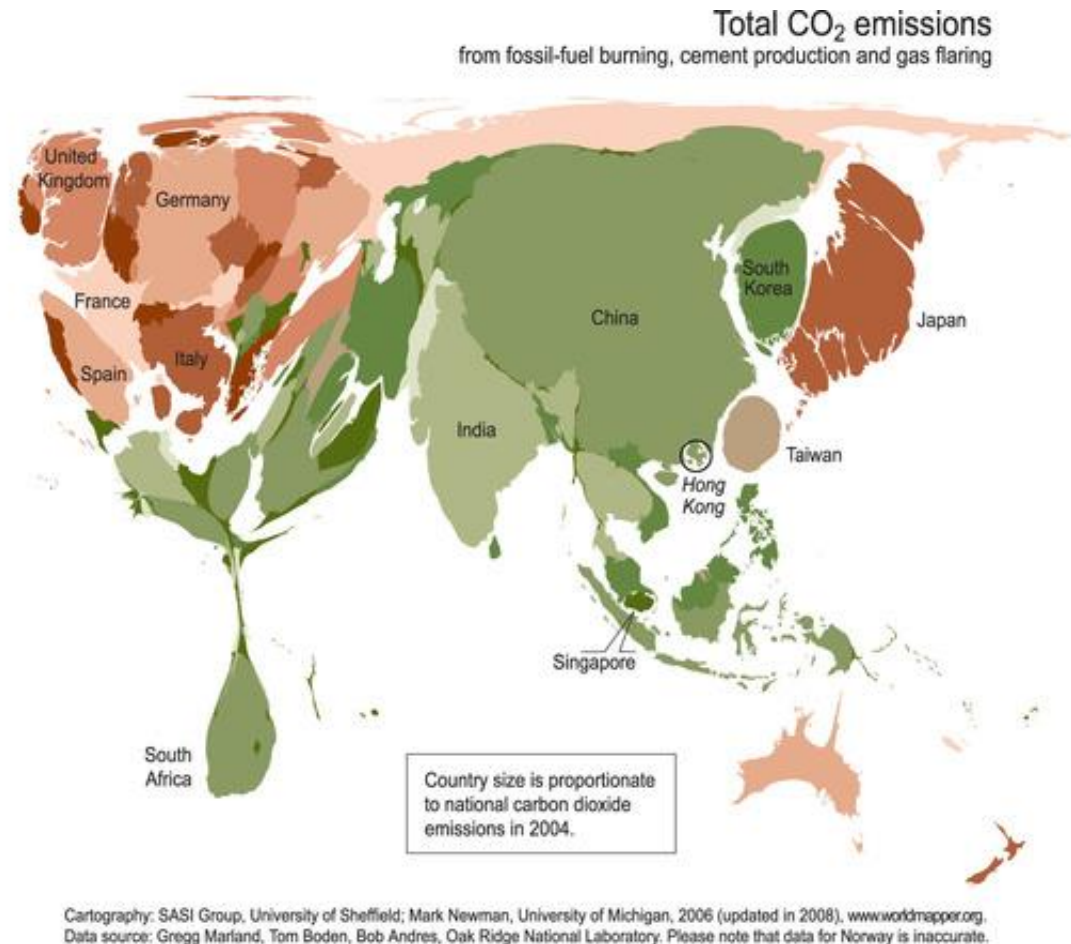 Total CO₂ emissions
from fossil-fuel burning, cement production and gas flaring
United
Kingdom
Germany
France
Spain
Italy
China
South
Korea
Japan
India
Taiwan
Hong
Kong
Singapore
South
Africa
Country size is proportionate
to national carbon dioxide
emissions in 2004.
Cartography: SASI Group, University of Sheffield; Mark Newman, University of Michigan, 2006 (updated in 2008), www.worldmapper.org.
Data source: Gregg Marland, Tom Boden, Bob Andres, Oak Ridge National Laboratory. Please note that data for Norway is inaccurate.